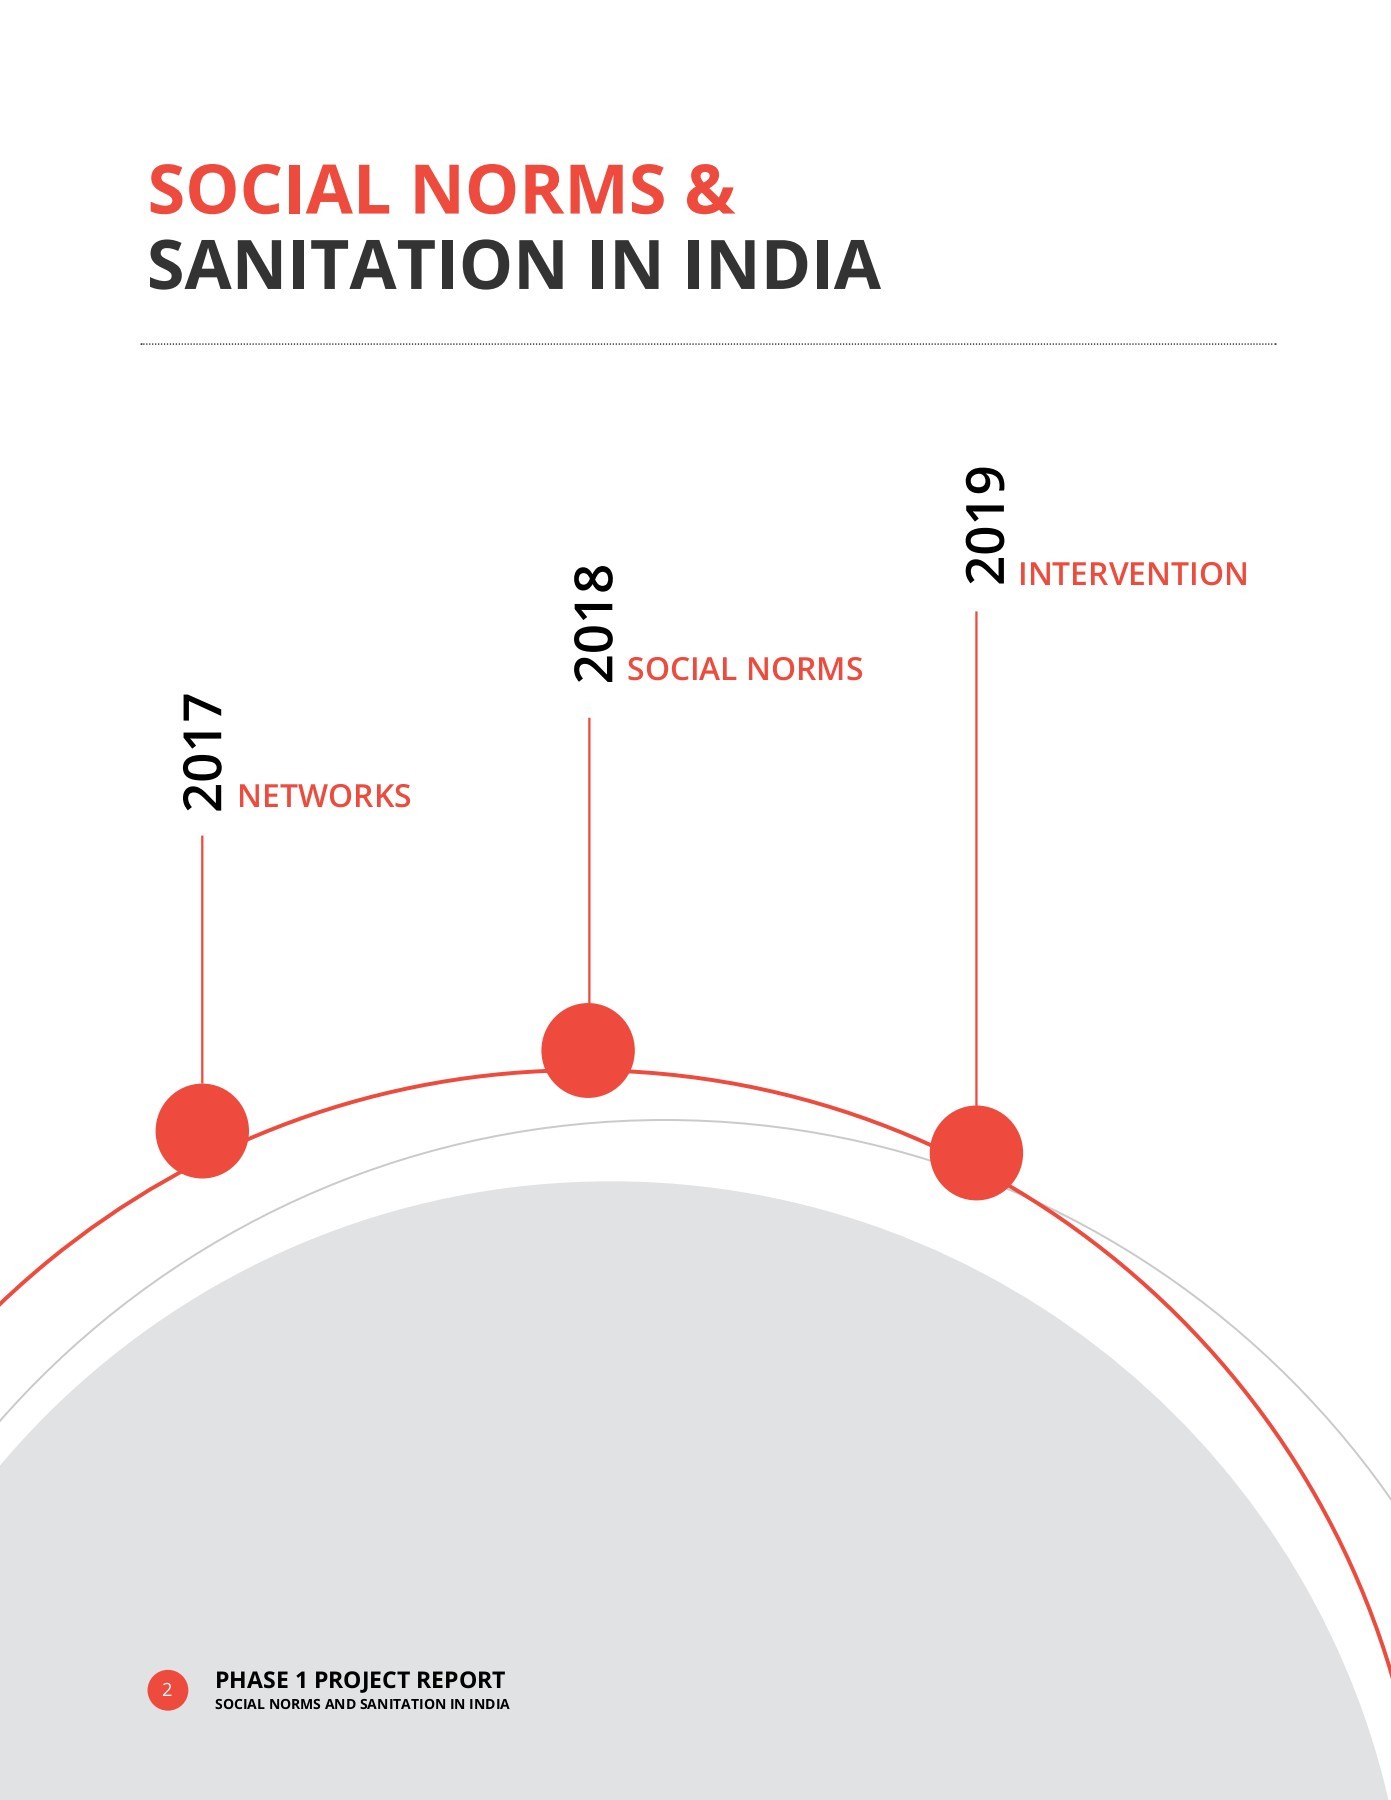 SOCIAL NORMS &
SANITATION IN INDIA
2017
NETWORKS
2018
SOCIAL NORMS
2019
INTERVENTION
2
PHASE 1 PROJECT REPORT
SOCIAL NORMS AND SANITATION IN INDIA